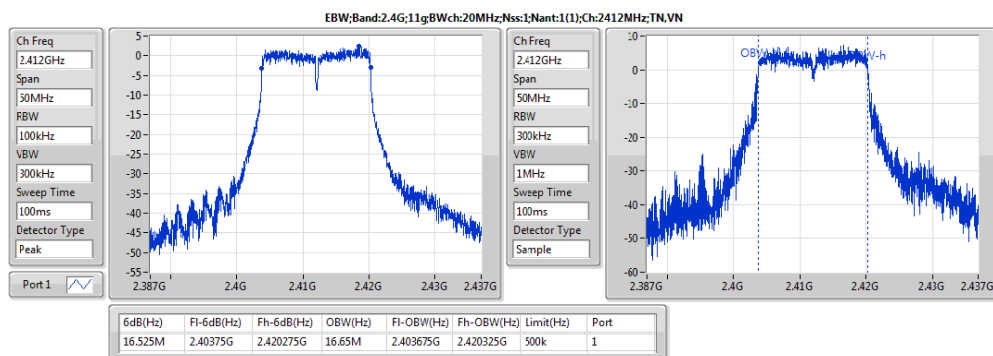 EBW;Band:2.4G;11g;BWch:20MHz;Nss:1;Nant:1(1);Ch:2412MHz;TN,VN
Ch Freq
2.412GHz
Span
50MHz
RBW
100kHz
VBW
300kHz
Sweep Time
100ms
Detector Type
Peak
Port 1
5
0
-5
-10
-15
-20
-25
-30
-35
-40
-45
-50
-55
2.387G
2.4G
2.41G
2.42G
2.43G
2.437G
Ch Freq
2.412GHz
Span
50MHz
RBW
300kHz
VBW
1MHz
Sweep Time
100ms
Detector Type
Sample
10
0
-10
-20
-30
-40
-50
-60
OBW
-h
2.387G
2.4G
2.41G
2.42G
2.43G
2.437G
6dB(Hz) Fl-6dB(Hz) Fh-6dB(Hz) OBW(Hz) Fl-OBW(Hz) Fh-OBW(Hz) Limit(Hz) Port
16.525M 2.40375G 2.420275G 16.65M 2.403675G 2.420325G 500k 1